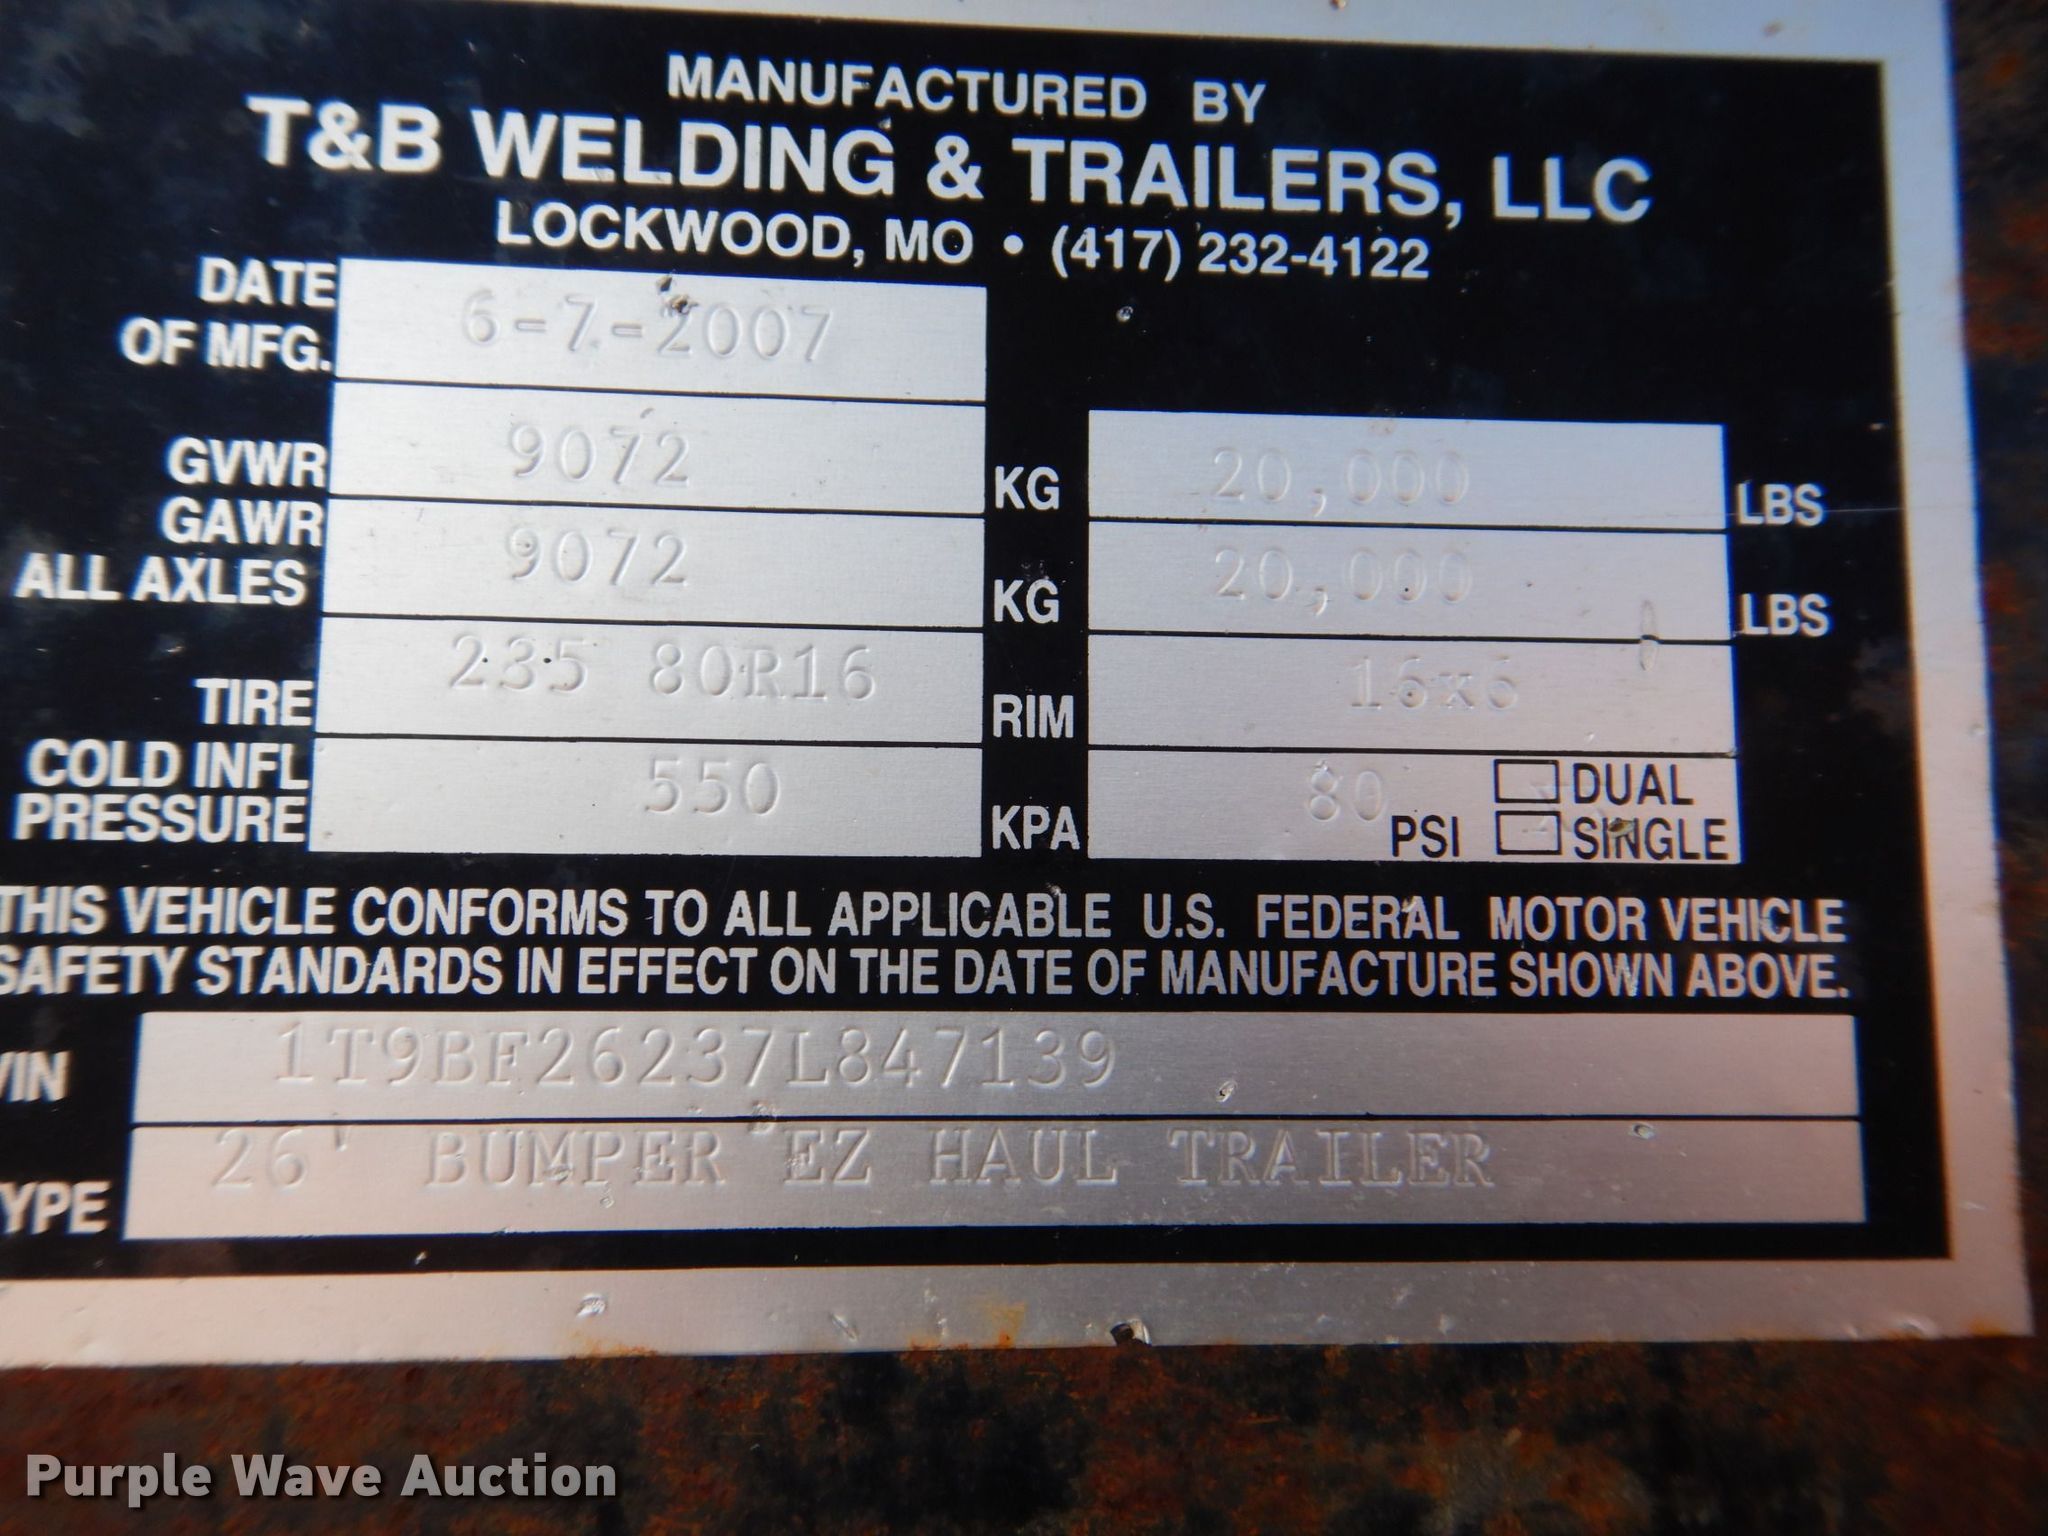 MANUFACTURED BY
T&B WELDING & TRAILERS, LLC
LOCKWOOD, MO • (417) 232-4122
DATE OF MFG. 6-7-2007
GVWR 9072 KG 20,000 LBS
GAWR ALL AXLES 9072 KG 20,000 LBS
TIRE 235 80R16 RIM 16x6
COLD INFL PRESSURE 550 KPA 80 PSI DUAL SINGLE
THIS VEHICLE CONFORMS TO ALL APPLICABLE U.S. FEDERAL MOTOR VEHICLE
SAFETY STANDARDS IN EFFECT ON THE DATE OF MANUFACTURE SHOWN ABOVE.
VIN 1T9BF26237L847139
TYPE 26' BUMPER EZ HAUL TRAILER
Purple Wave Auction